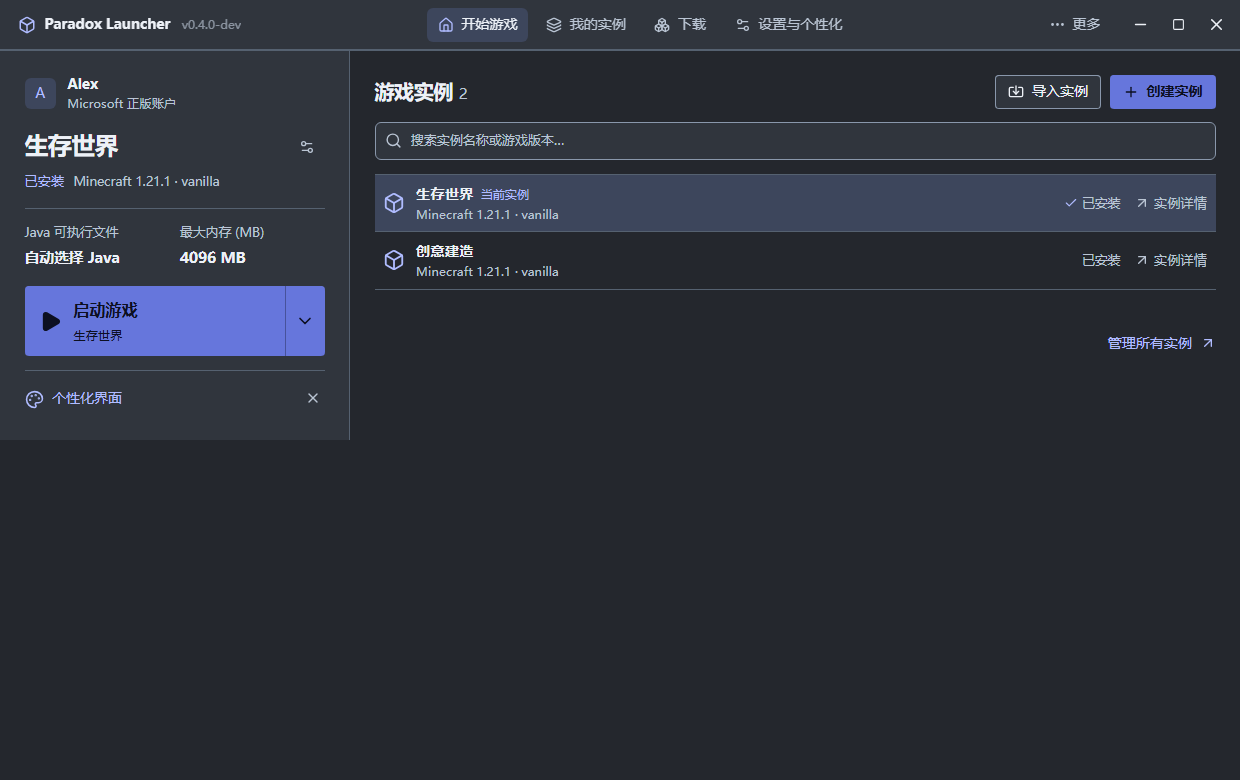 Paradox Launcher v0.4.0-dev
开始游戏 我的实例 下载 设置与个性化 更多
A
Alex
Microsoft 正版账户
生存世界
已安装 Minecraft 1.21.1 · vanilla
Java 可执行文件 最大内存 (MB)
自动选择 Java 4096 MB
启动游戏
生存世界
个性化界面
游戏实例 2
导入实例 创建实例
搜索实例名称或游戏版本...
生存世界 当前实例
Minecraft 1.21.1 · vanilla
已安装 实例详情
创意建造
Minecraft 1.21.1 · vanilla
已安装 实例详情
管理所有实例